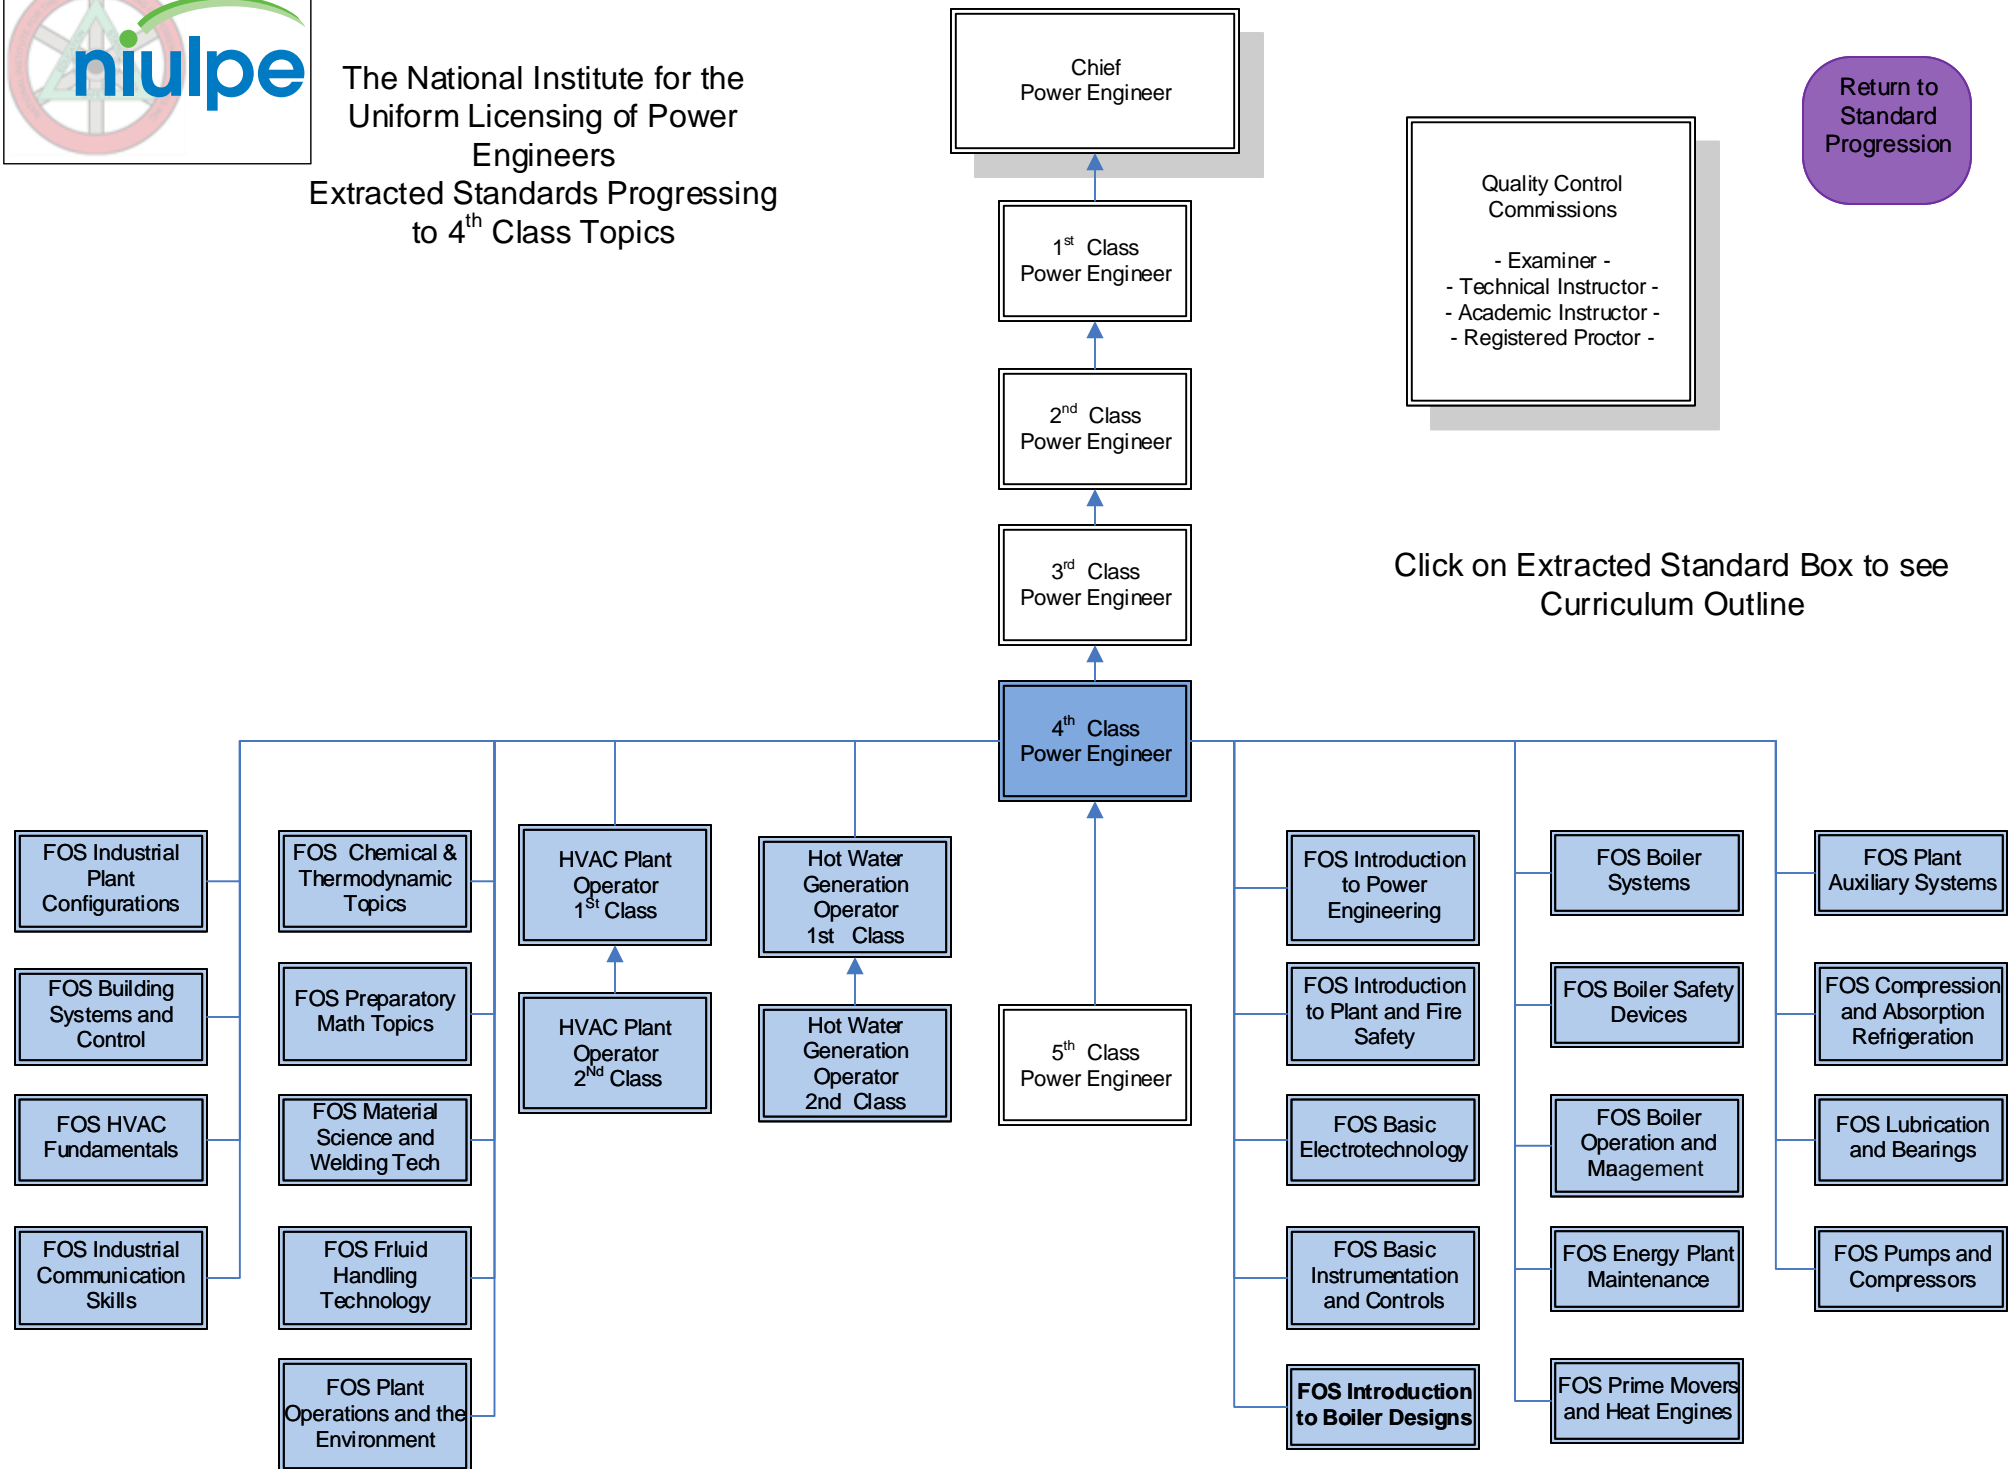 niulpe
The National Institute for the
Uniform Licensing of Power
Engineers
Extracted Standards Progressing
to 4th Class Topics
Chief
Power Engineer
Return to
Standard
Progression
Quality Control
Commissions
- Examiner -
- Technical Instructor -
- Academic Instructor -
- Registered Proctor -
1st Class
Power Engineer
2nd Class
Power Engineer
3rd Class
Power Engineer
Click on Extracted Standard Box to see
Curriculum Outline
4th Class
Power Engineer
5th Class
Power Engineer
FOS Industrial
Plant
Configurations
FOS Building
Systems and
Control
FOS HVAC
Fundamentals
FOS Industrial
Communication
Skills
FOS Chemical &
Thermodynamic
Topics
FOS Preparatory
Math Topics
FOS Material
Science and
Welding Tech
FOS Frluid
Handling
Technology
FOS Plant
Operations and the
Environment
HVAC Plant
Operator
1St Class
HVAC Plant
Operator
2Nd Class
Hot Water
Generation
Operator
1st Class
Hot Water
Generation
Operator
2nd Class
FOS Introduction
to Power
Engineering
FOS Introduction
to Plant and Fire
Safety
FOS Basic
Electrotechnology
FOS Basic
Instrumentation
and Controls
FOS Introduction
to Boiler Designs
FOS Boiler
Systems
FOS Boiler Safety
Devices
FOS Boiler
Operation and
Maagement
FOS Energy Plant
Maintenance
FOS Prime Movers
and Heat Engines
FOS Plant
Auxiliary Systems
FOS Compression
and Absorption
Refrigeration
FOS Lubrication
and Bearings
FOS Pumps and
Compressors